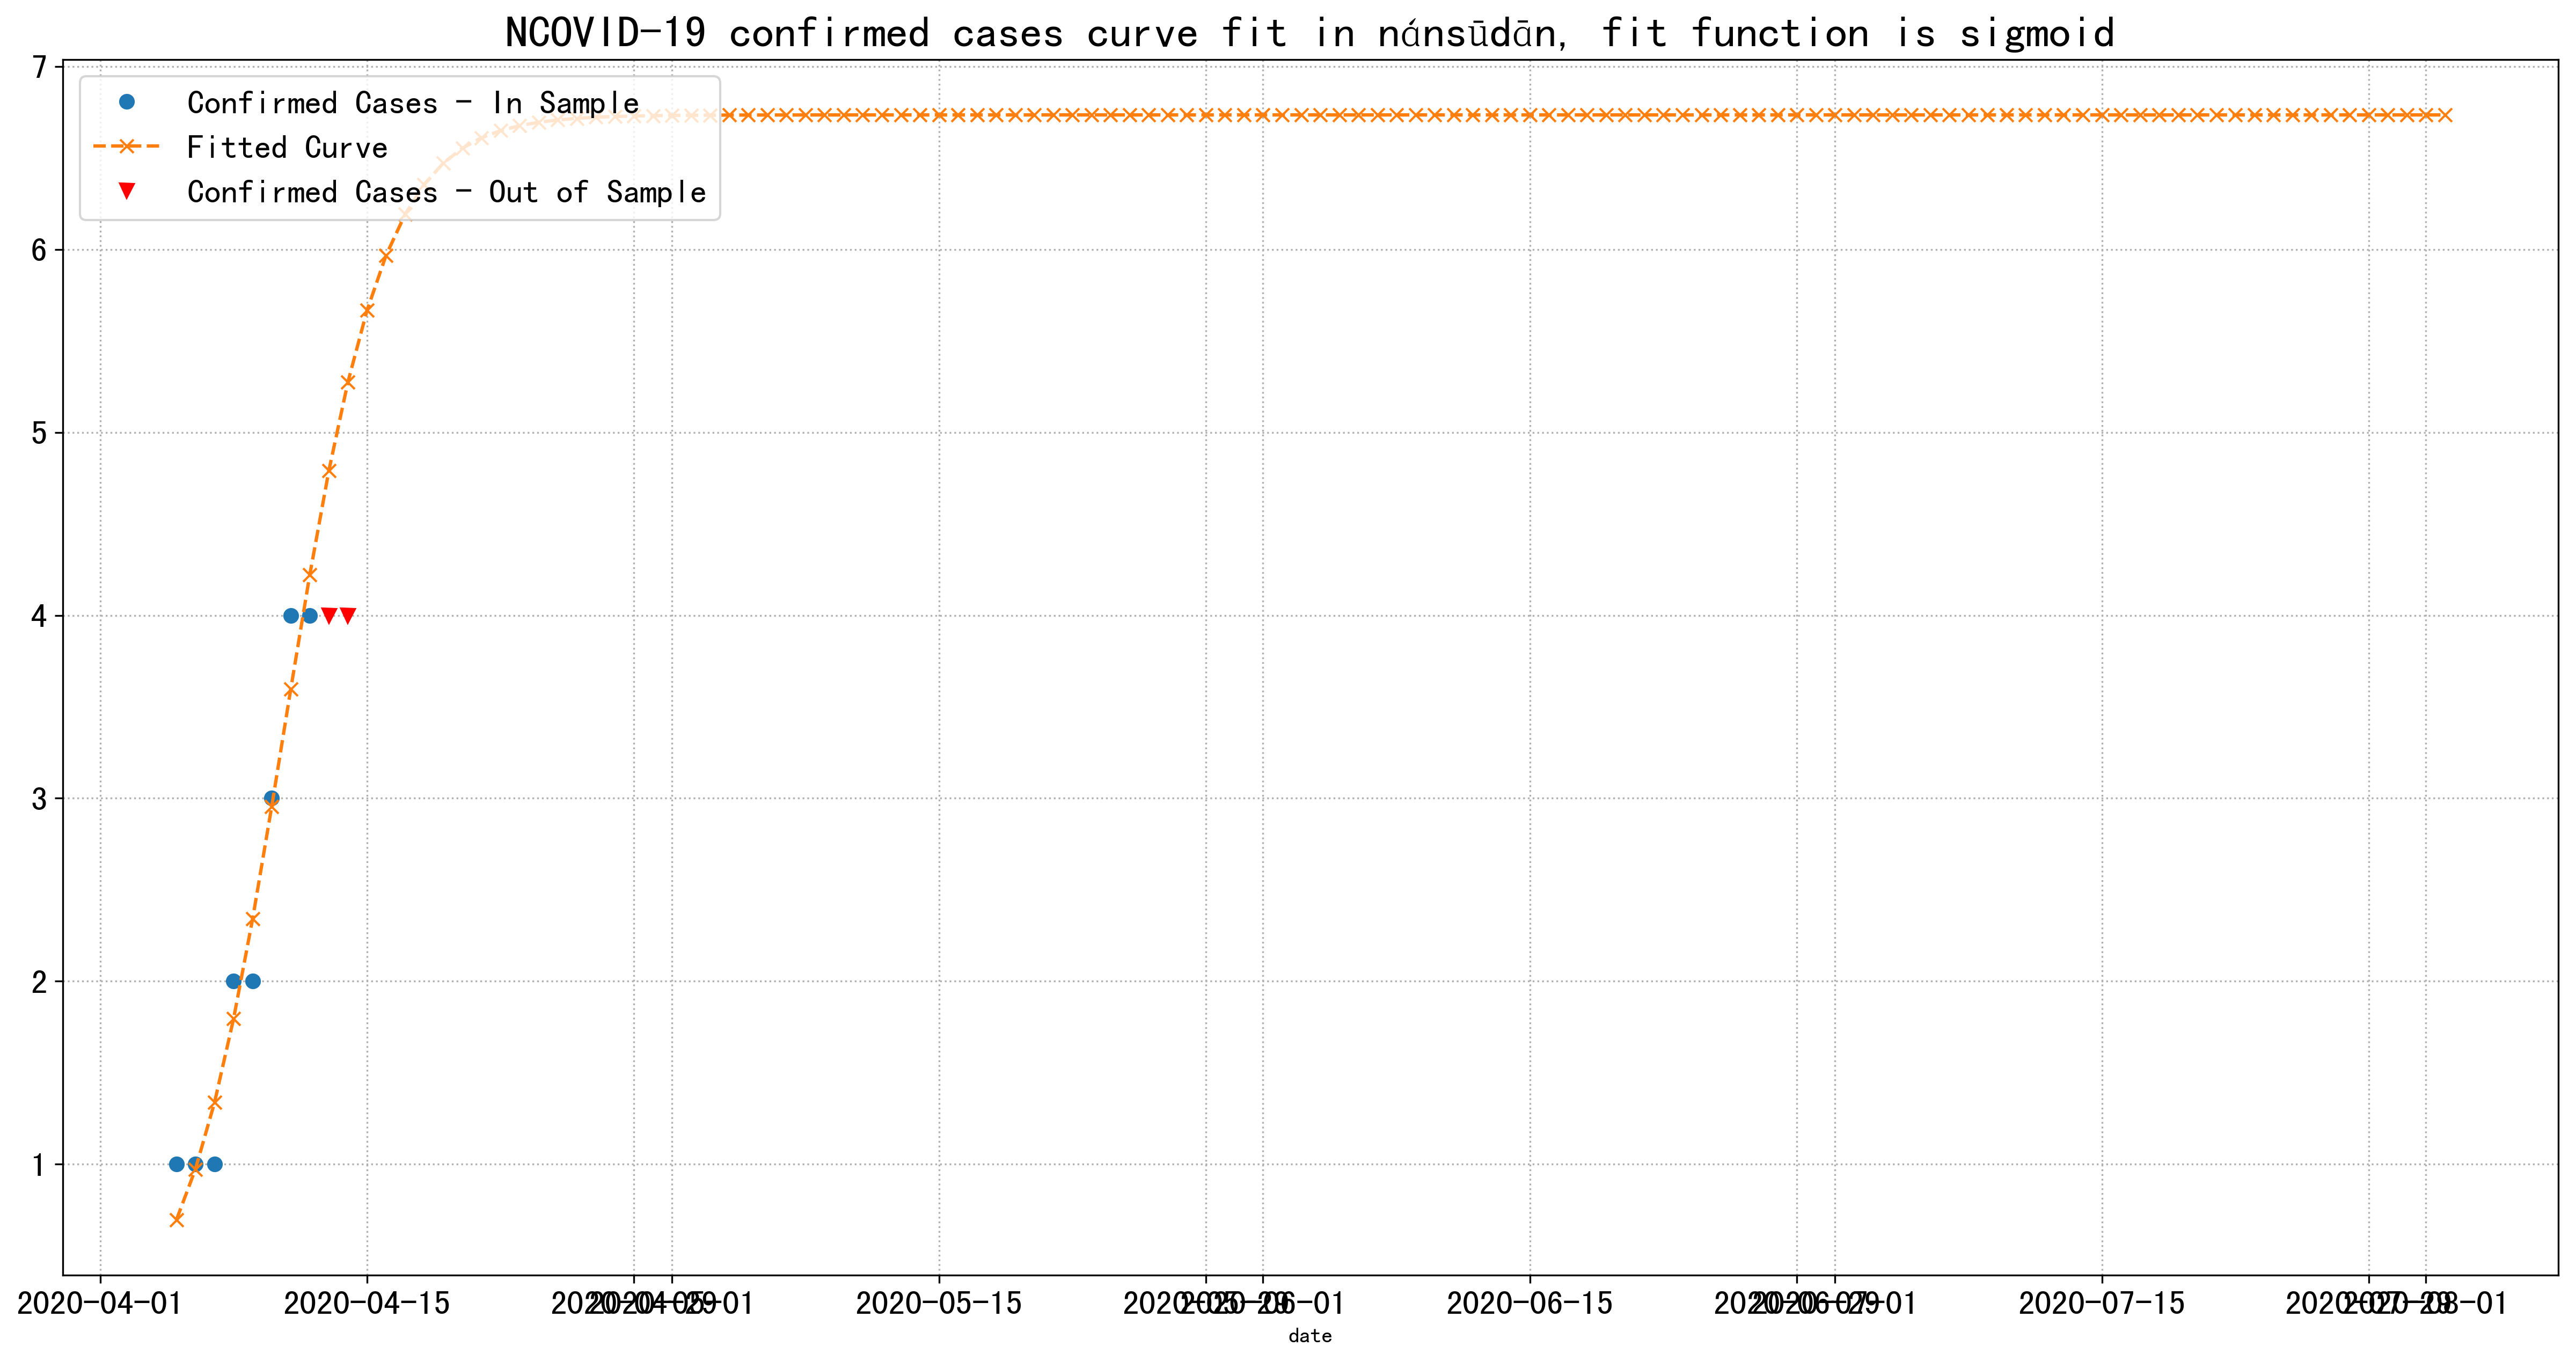 NCOVID-19 confirmed cases curve fit in nánsūdān, fit function is sigmoid
Confirmed Cases - In Sample
Fitted Curve
Confirmed Cases - Out of Sample
7
6
5
4
3
2
1
2020-04-01 2020-04-15 2020-04-29 2020-05-01 2020-05-15 2020-05-29 2020-06-01 2020-06-15 2020-06-29 2020-07-01 2020-07-15 2020-07-29 2020-08-01
date